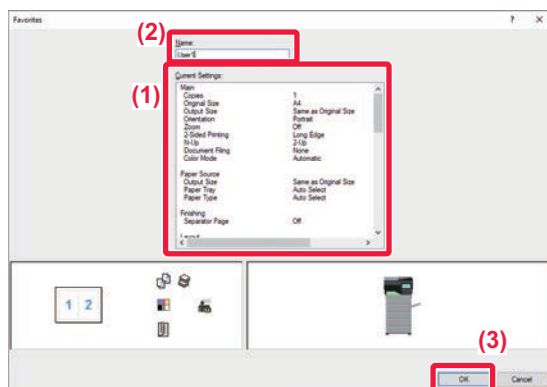 Favorites
? X
(2)
Name:
User1
(1)
Current Settings:
Main
Copies 1
Original Size A4
Output Size Same as Original Size
Orientation Portrait
Zoom Off
2-Sided Printing Long Edge
N-Up 2-Up
Document Filing None
Color Mode Automatic
Paper Source
Output Size Same as Original Size
Paper Tray Auto Select
Paper Type Auto Select
Finishing
Separator Page Off
1 2
(3)
OK Cancel